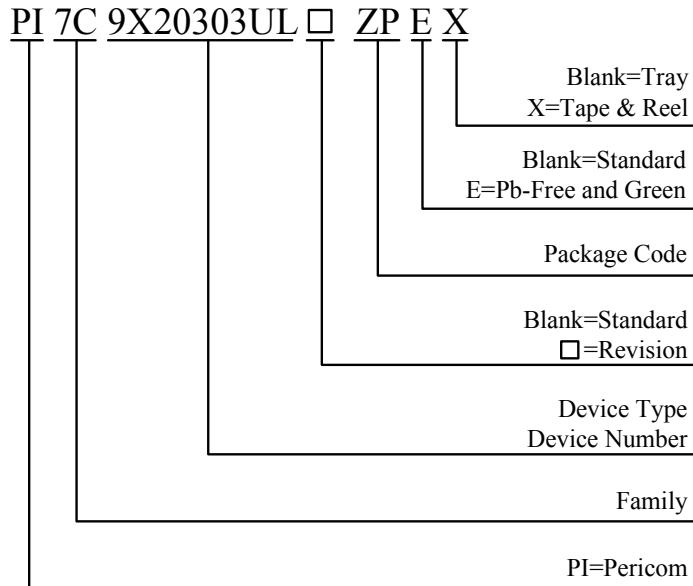 PI 7C 9X20303UL □ ZP E X
Blank=Tray
X=Tape & Reel
Blank=Standard
E=Pb-Free and Green
Package Code
Blank=Standard
□=Revision
Device Type
Device Number
Family
PI=Pericom